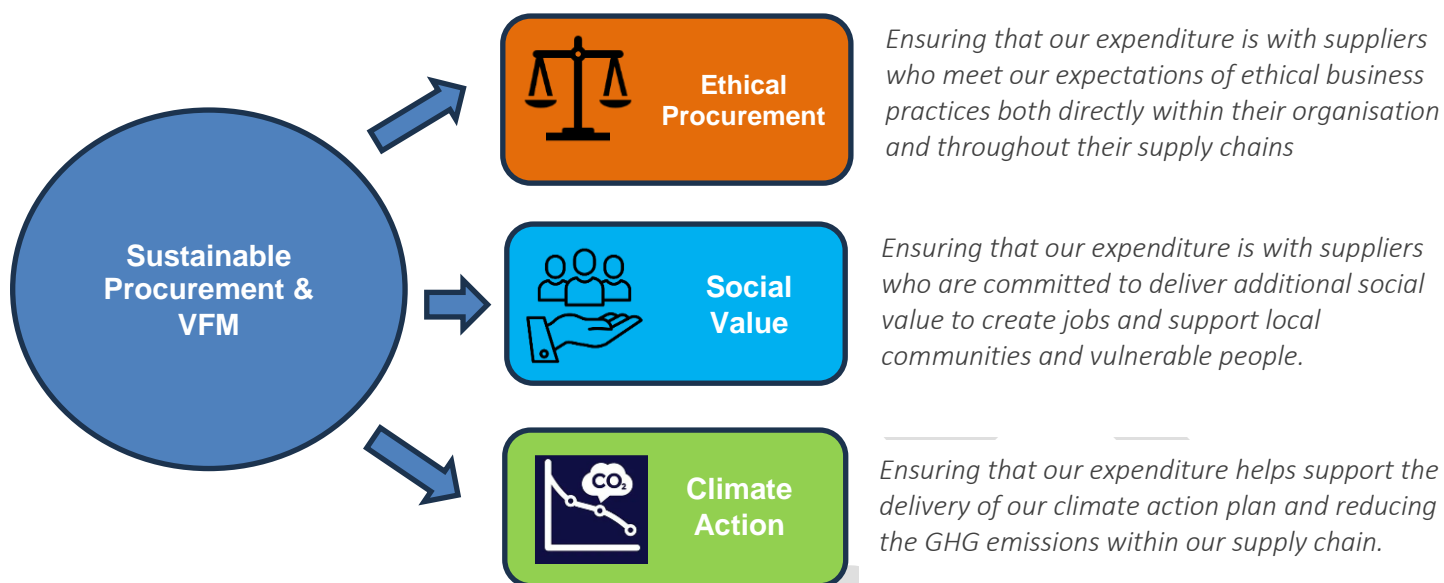 Sustainable
Procurement &
VFM
Ethical
Procurement
Ensuring that our expenditure is with suppliers
who meet our expectations of ethical business
practices both directly within their organisation
and throughout their supply chains
Social
Value
Ensuring that our expenditure is with suppliers
who are committed to deliver additional social
value to create jobs and support local
communities and vulnerable people.
CO₂
Climate
Action
Ensuring that our expenditure helps support the
delivery of our climate action plan and reducing
the GHG emissions within our supply chain.